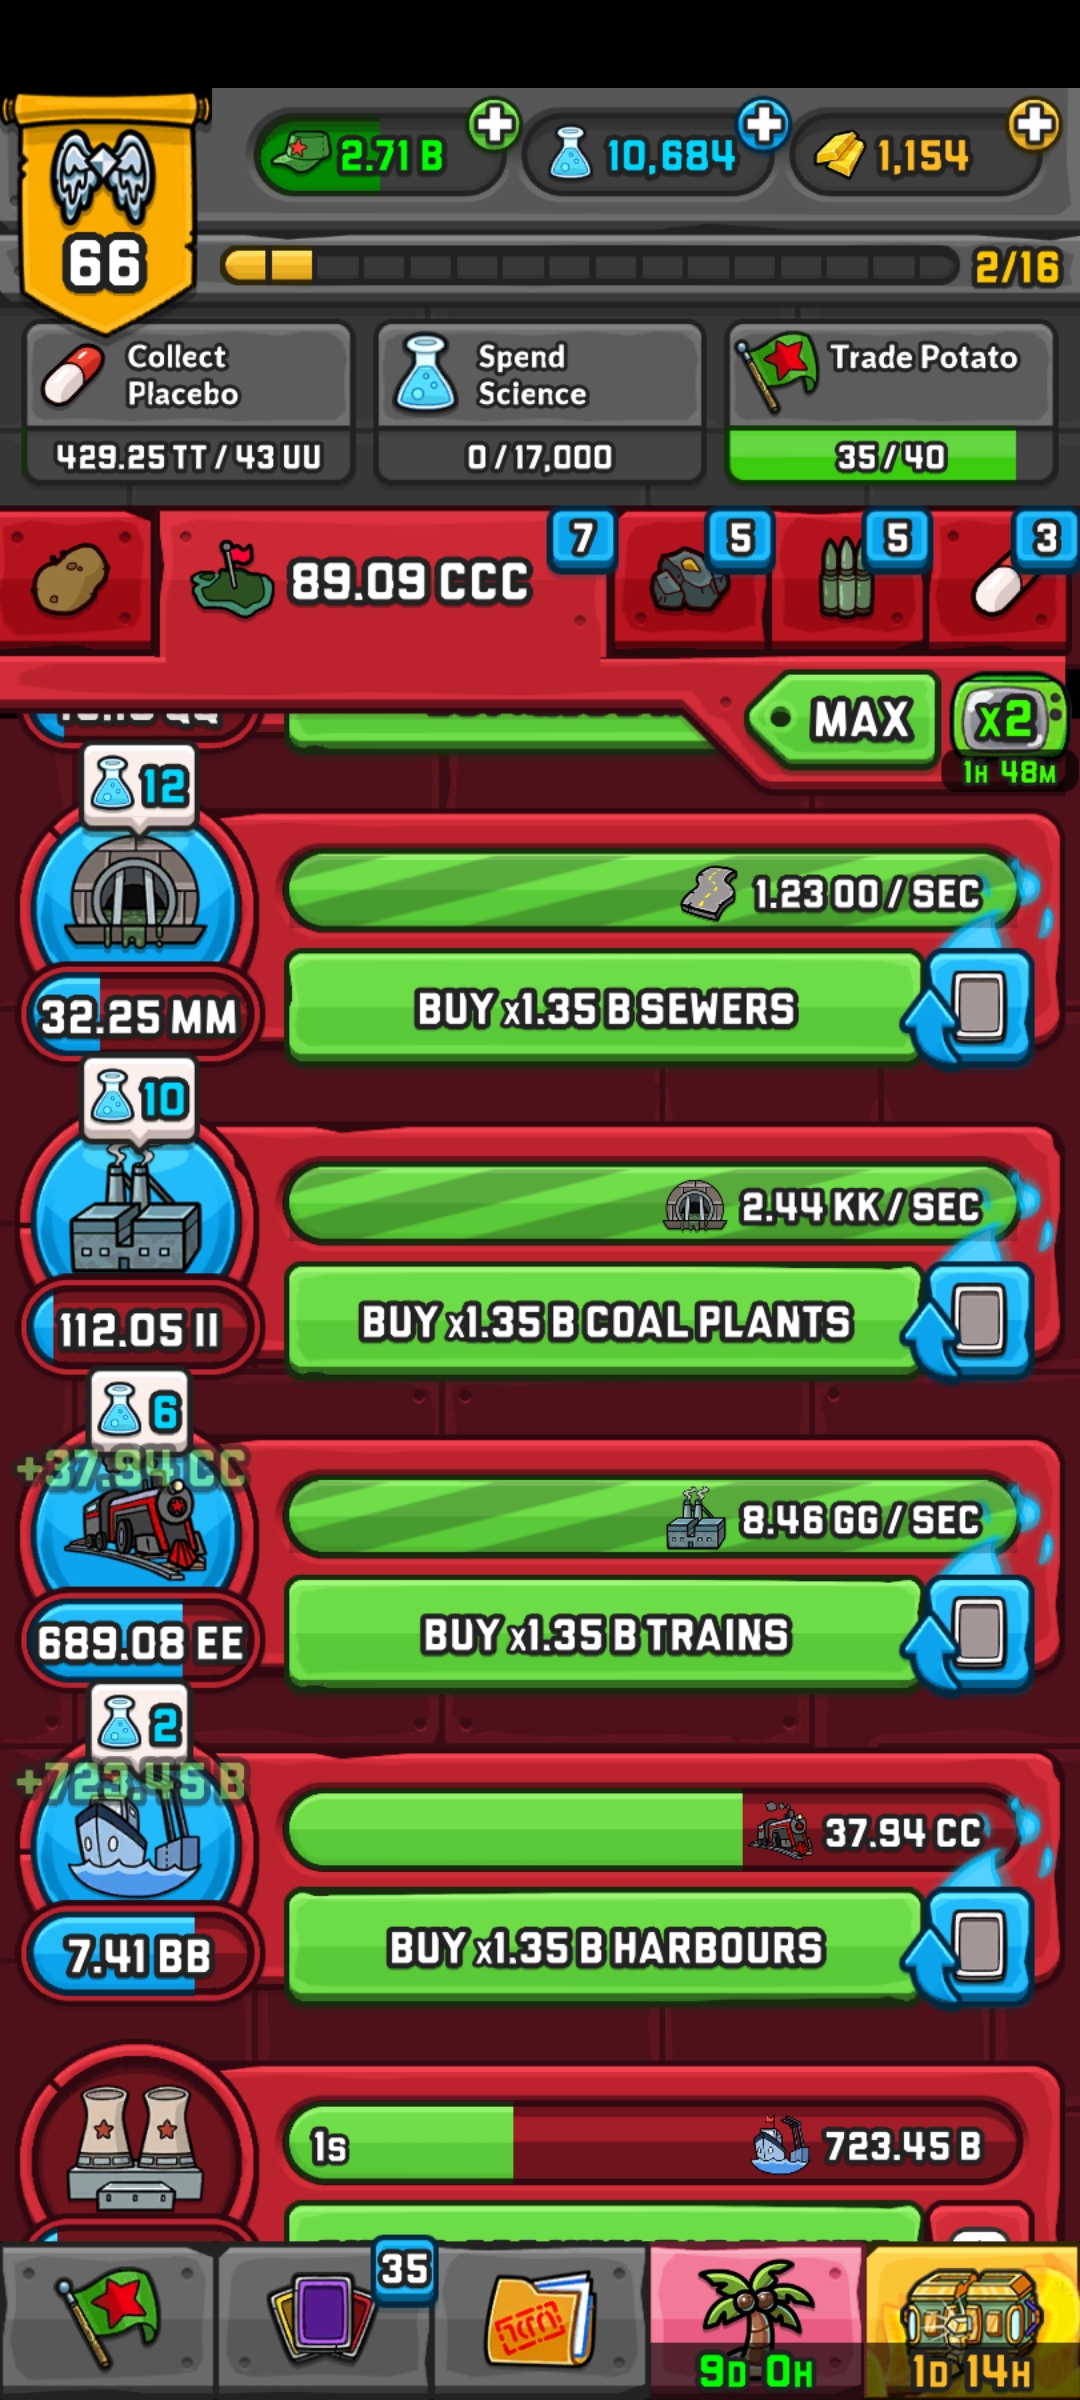 2.71 B
10,684
1,154
66
2/16
Collect
Placebo
429.25 TT / 43 UU
Spend
Science
0 / 17,000
Trade Potato
35 / 40
89.09 CCC
7
5
5
3
MAX
x2
1H 48M
12
1.23 OO / SEC
32.25 MM
BUY x1.35 B SEWERS
10
2.44 KK / SEC
112.05 II
BUY x1.35 B COAL PLANTS
6
+37.94 CC
8.46 GG / SEC
689.08 EE
BUY x1.35 B TRAINS
2
+723.45 B
37.94 CC
7.41 BB
BUY x1.35 B HARBOURS
1s
723.45 B
35
9D 0H
1D 14H